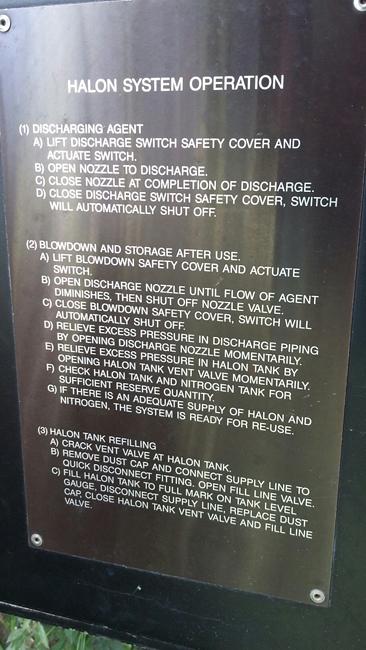 HALON SYSTEM OPERATION
(1) DISCHARGING AGENT
A) LIFT DISCHARGE SWITCH SAFETY COVER AND
ACTUATE SWITCH.
B) OPEN NOZZLE TO DISCHARGE.
C) CLOSE NOZZLE AT COMPLETION OF DISCHARGE.
D) CLOSE DISCHARGE SWITCH SAFETY COVER, SWITCH
WILL AUTOMATICALLY SHUT OFF.
(2) BLOWDOWN AND STORAGE AFTER USE.
A) LIFT BLOWDOWN SAFETY COVER AND ACTUATE
SWITCH.
B) OPEN DISCHARGE NOZZLE UNTIL FLOW OF AGENT
DIMINISHES, THEN SHUT OFF NOZZLE VALVE.
C) CLOSE BLOWDOWN SAFETY COVER, SWITCH WILL
AUTOMATICALLY SHUT OFF.
D) RELIEVE EXCESS PRESSURE IN DISCHARGE PIPING
BY OPENING DISCHARGE NOZZLE MOMENTARILY.
E) RELIEVE EXCESS PRESSURE IN HALON TANK BY
OPENING HALON TANK VENT VALVE MOMENTARILY.
F) CHECK HALON TANK AND NITROGEN TANK FOR
SUFFICIENT RESERVE QUANTITY.
G) IF THERE IS AN ADEQUATE SUPPLY OF HALON AND
NITROGEN, THE SYSTEM IS READY FOR RE-USE.
(3) HALON TANK REFILLING
A) CRACK VENT VALVE AT HALON TANK.
B) REMOVE DUST CAP AND CONNECT SUPPLY LINE TO
QUICK DISCONNECT FITTING. OPEN FILL LINE VALVE.
C) FILL HALON TANK TO FULL MARK ON TANK LEVEL
GAUGE, DISCONNECT SUPPLY LINE, REPLACE DUST
CAP, CLOSE HALON TANK VENT VALVE AND FILL LINE
VALVE.